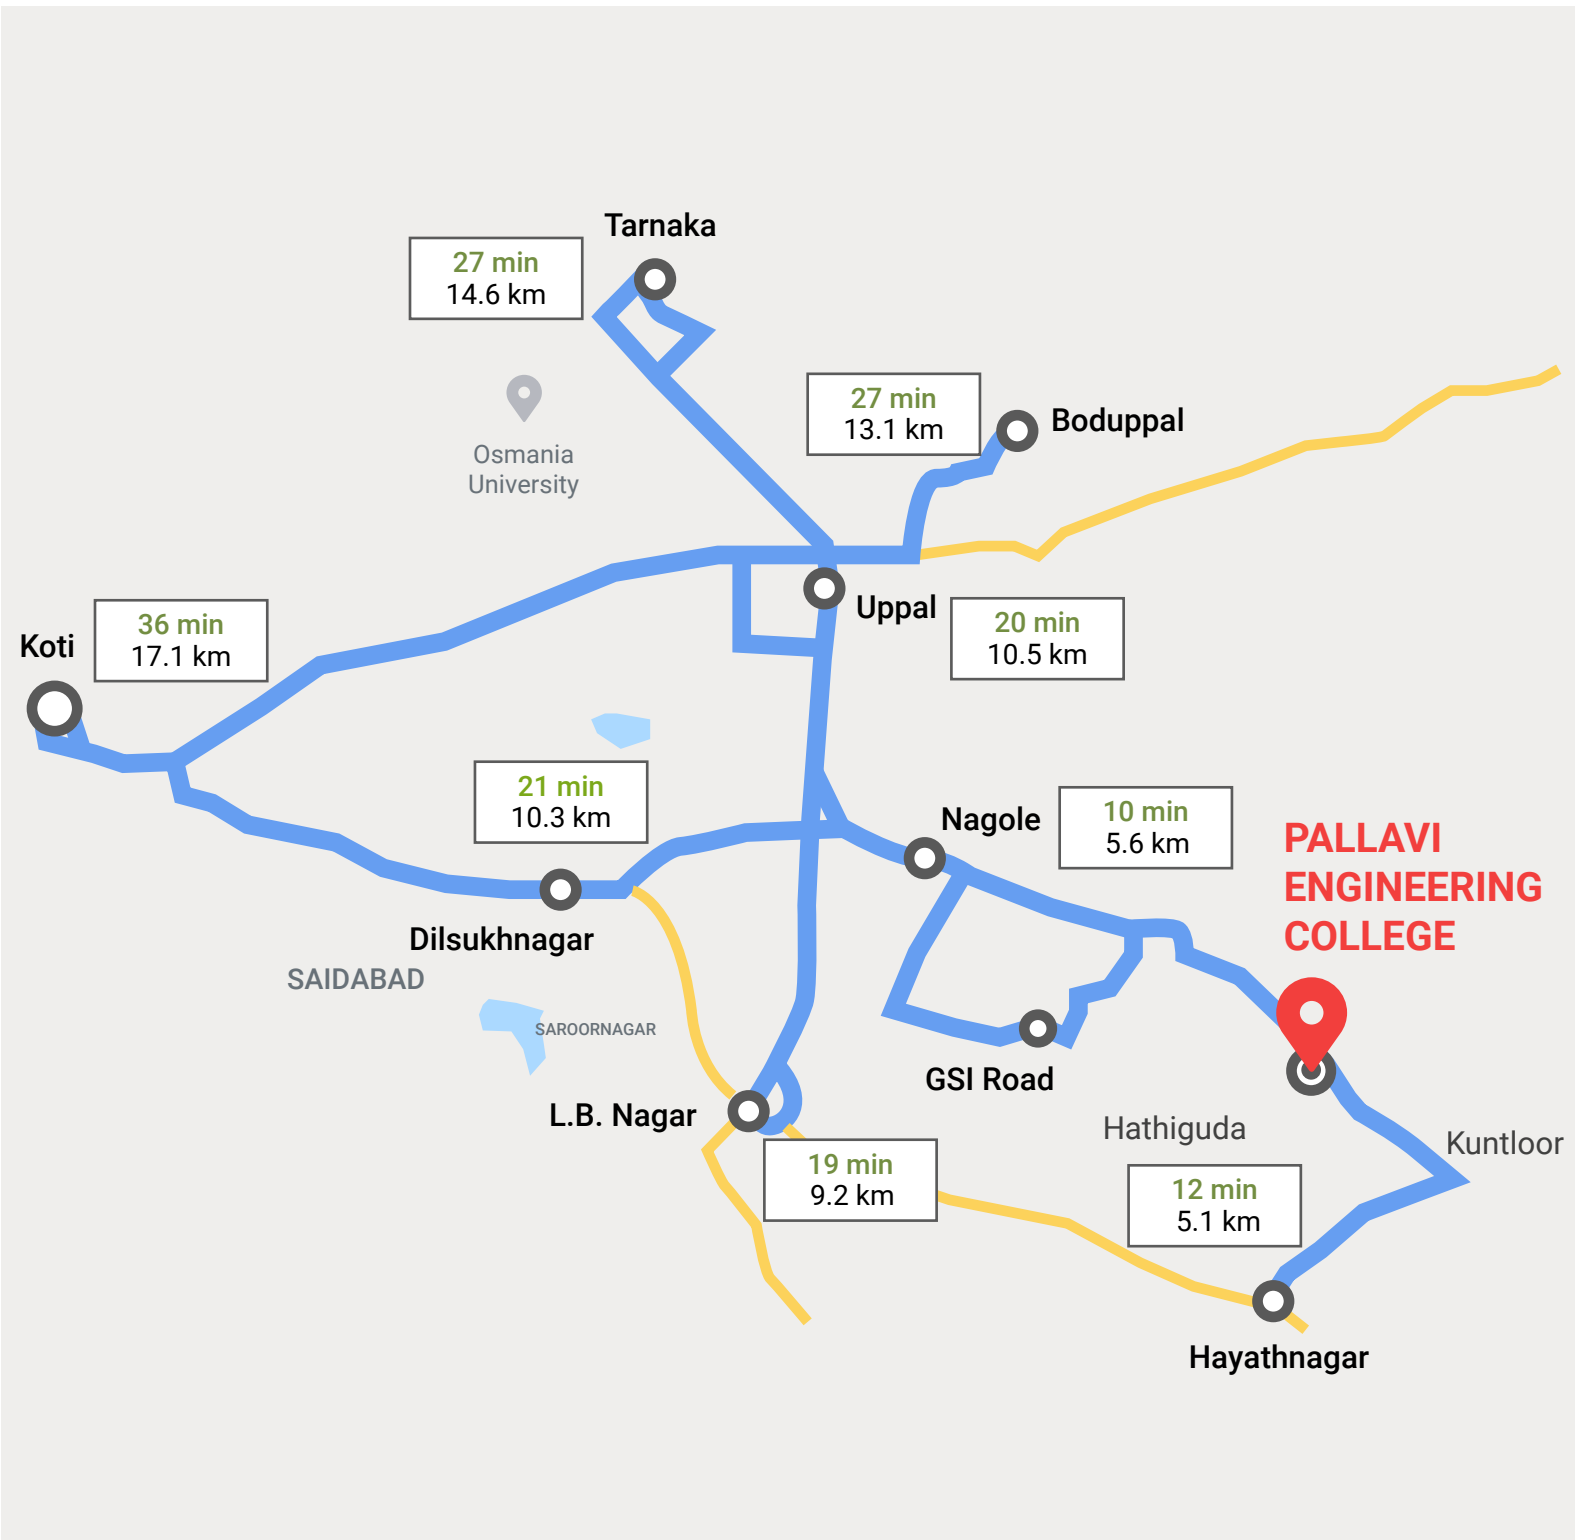 Tarnaka
27 min
14.6 km
27 min
13.1 km
Boduppal
Osmania
University
Uppal
20 min
10.5 km
Koti
36 min
17.1 km
21 min
10.3 km
Nagole
10 min
5.6 km
PALLAVI
ENGINEERING
COLLEGE
Dilsukhnagar
SAIDABAD
SAROORNAGAR
GSI Road
L.B. Nagar
Hathiguda
Kuntloor
19 min
9.2 km
12 min
5.1 km
Hayathnagar